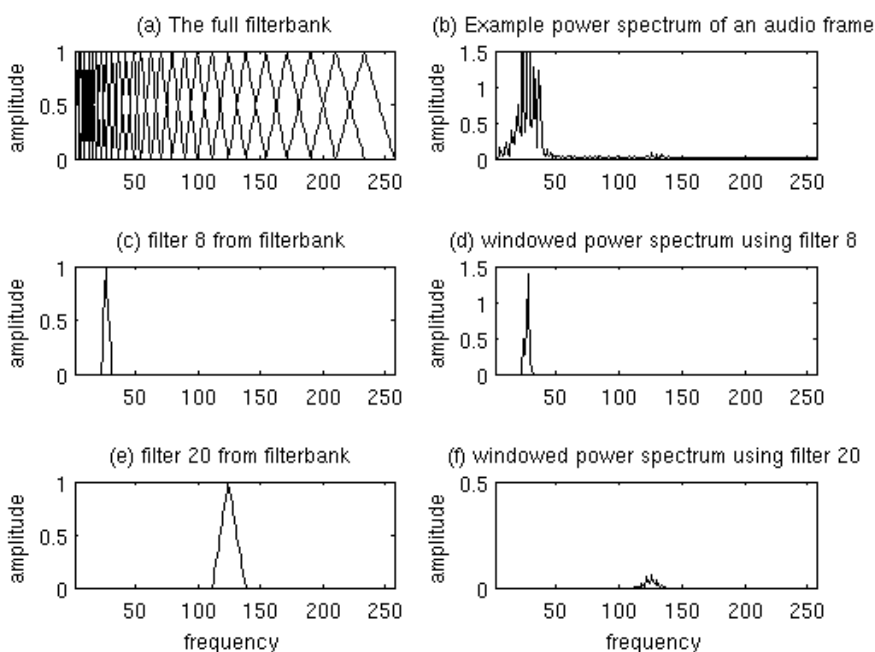 (a) The full filterbank
amplitude
1
0.5
0
50 100 150 200 250
(b) Example power spectrum of an audio frame
amplitude
1.5
1
0.5
0
50 100 150 200 250
(c) filter 8 from filterbank
amplitude
1
0.5
0
50 100 150 200 250
(d) windowed power spectrum using filter 8
amplitude
1.5
1
0.5
0
50 100 150 200 250
(e) filter 20 from filterbank
amplitude
1
0.5
0
50 100 150 200 250
frequency
(f) windowed power spectrum using filter 20
amplitude
0.5
0
50 100 150 200 250
frequency